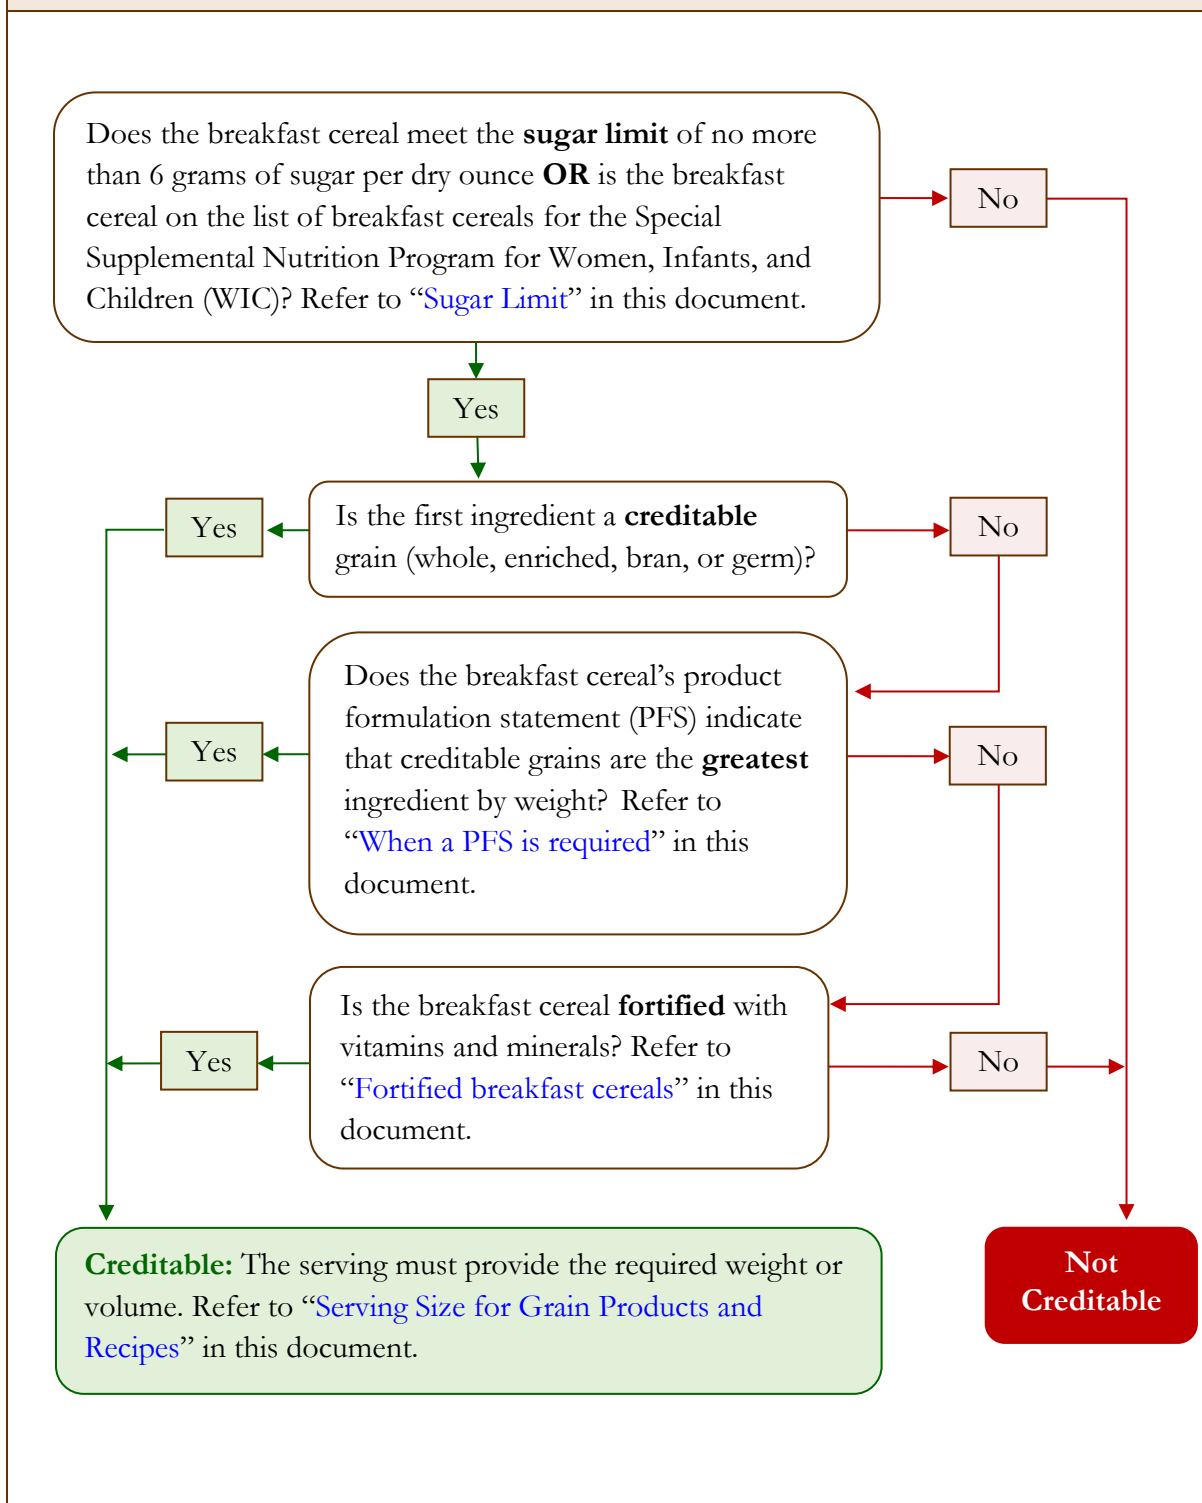 Does the breakfast cereal meet the sugar limit of no more
than 6 grams of sugar per dry ounce OR is the breakfast
cereal on the list of breakfast cereals for the Special
Supplemental Nutrition Program for Women, Infants, and
Children (WIC)? Refer to “Sugar Limit” in this document.
No
Yes
Is the first ingredient a creditable
grain (whole, enriched, bran, or germ)?
Yes
No
Does the breakfast cereal’s product
formulation statement (PFS) indicate
that creditable grains are the greatest
ingredient by weight? Refer to
“When a PFS is required” in this
document.
Yes
No
Is the breakfast cereal fortified with
vitamins and minerals? Refer to
“Fortified breakfast cereals” in this
document.
Yes
No
Creditable: The serving must provide the required weight or
volume. Refer to “Serving Size for Grain Products and
Recipes” in this document.
Not
Creditable